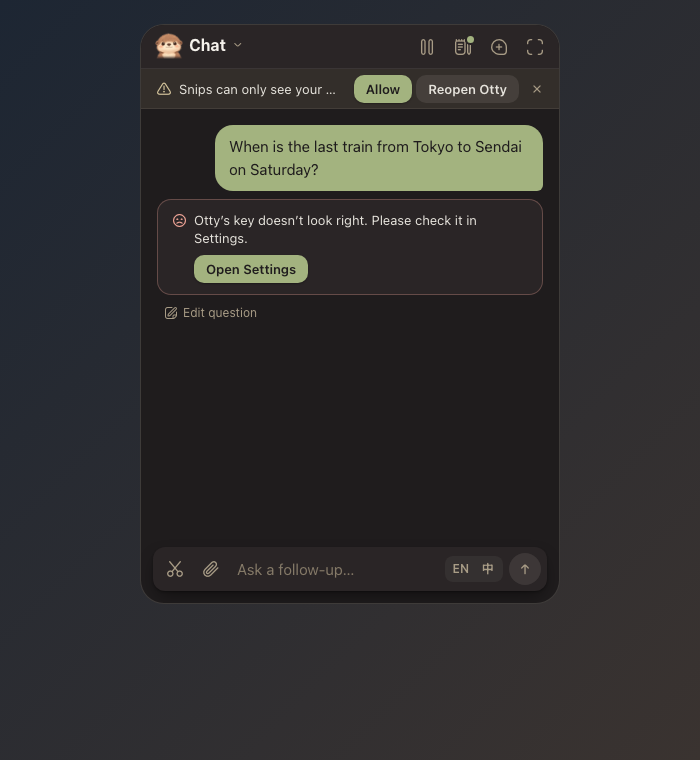 Chat
Snips can only see your …
Allow
Reopen Otty
When is the last train from Tokyo to Sendai
on Saturday?
Otty’s key doesn’t look right. Please check it in
Settings.
Open Settings
Edit question
Ask a follow-up…
EN 中